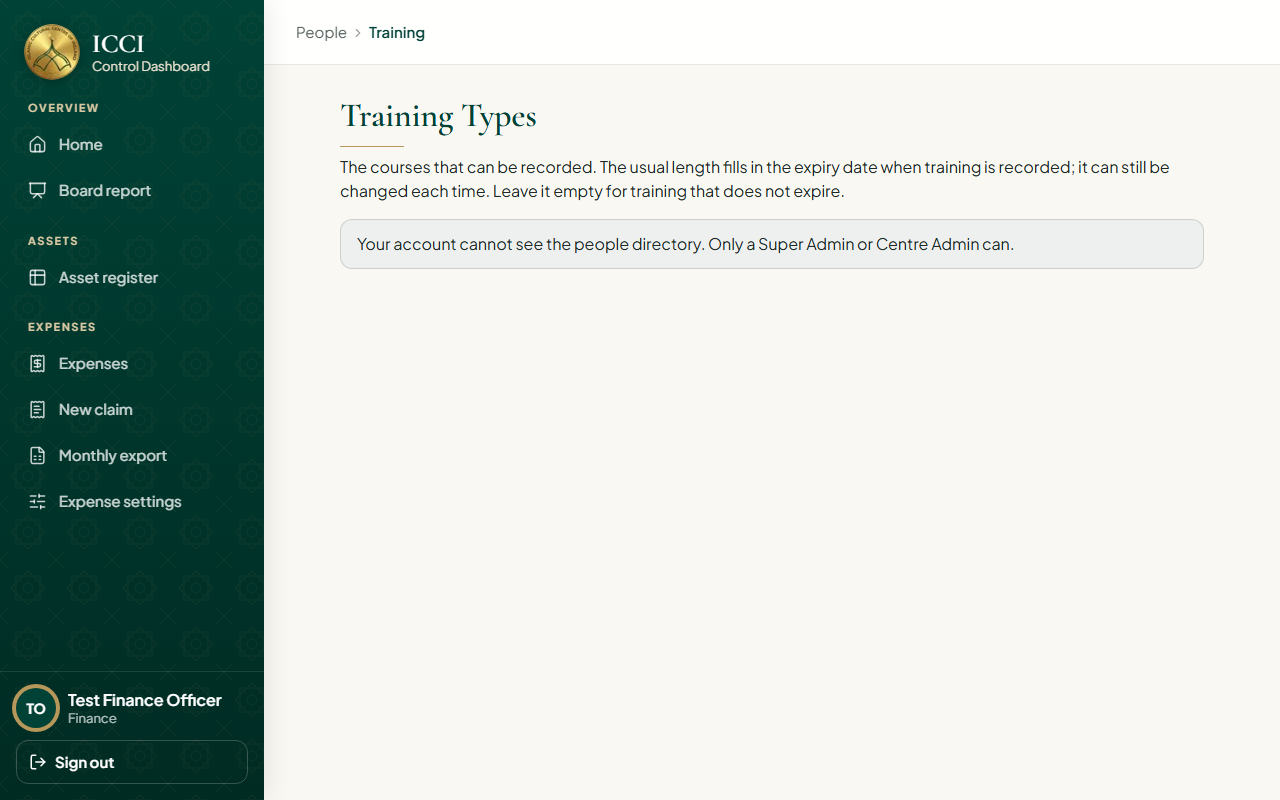 ICCI
Control Dashboard
OVERVIEW
Home
Board report
ASSETS
Asset register
EXPENSES
Expenses
New claim
Monthly export
Expense settings
TO
Test Finance Officer
Finance
Sign out
People > Training
Training Types
The courses that can be recorded. The usual length fills in the expiry date when training is recorded; it can still be
changed each time. Leave it empty for training that does not expire.
Your account cannot see the people directory. Only a Super Admin or Centre Admin can.